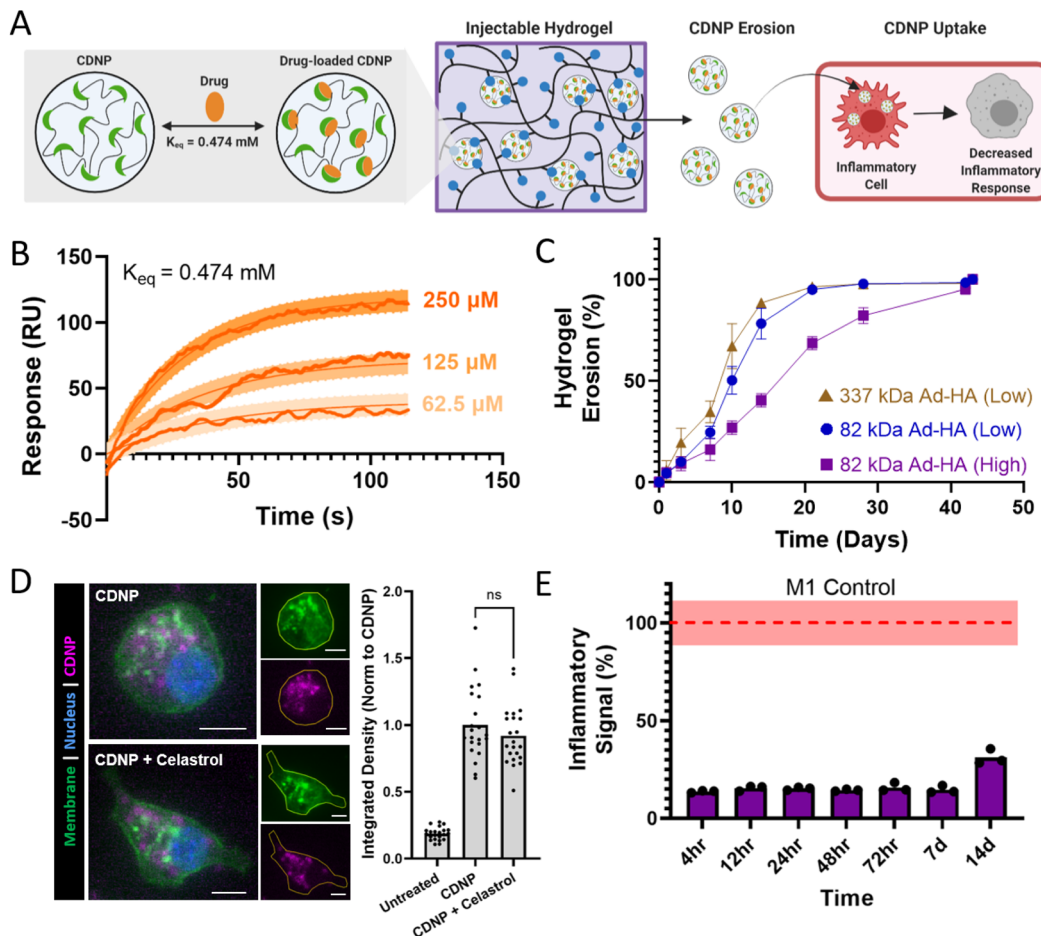 A
Injectable Hydrogel
CDNP Erosion
CDNP Uptake
CDNP
Drug
Drug-loaded CDNP
Keq = 0.474 mM
Inflammatory
Cell
Decreased
Inflammatory
Response
B
Keq = 0.474 mM
250 µM
125 µM
62.5 µM
Response (RU)
150
100
50
0
-50
0
50
100
150
Time (s)
C
Hydrogel
Erosion (%)
100
50
0
337 kDa Ad-HA (Low)
82 kDa Ad-HA (Low)
82 kDa Ad-HA (High)
0
10
20
30
40
50
Time (Days)
D
Membrane | Nucleus | CDNP
CDNP
CDNP + Celastrol
Integrated Density (Norm to CDNP)
2.0
1.5
1.0
0.5
0.0
ns
Untreated
CDNP
CDNP + Celastrol
E
M1 Control
Inflammatory
Signal (%)
100
50
0
4hr
12hr
24hr
48hr
72hr
7d
14d
Time